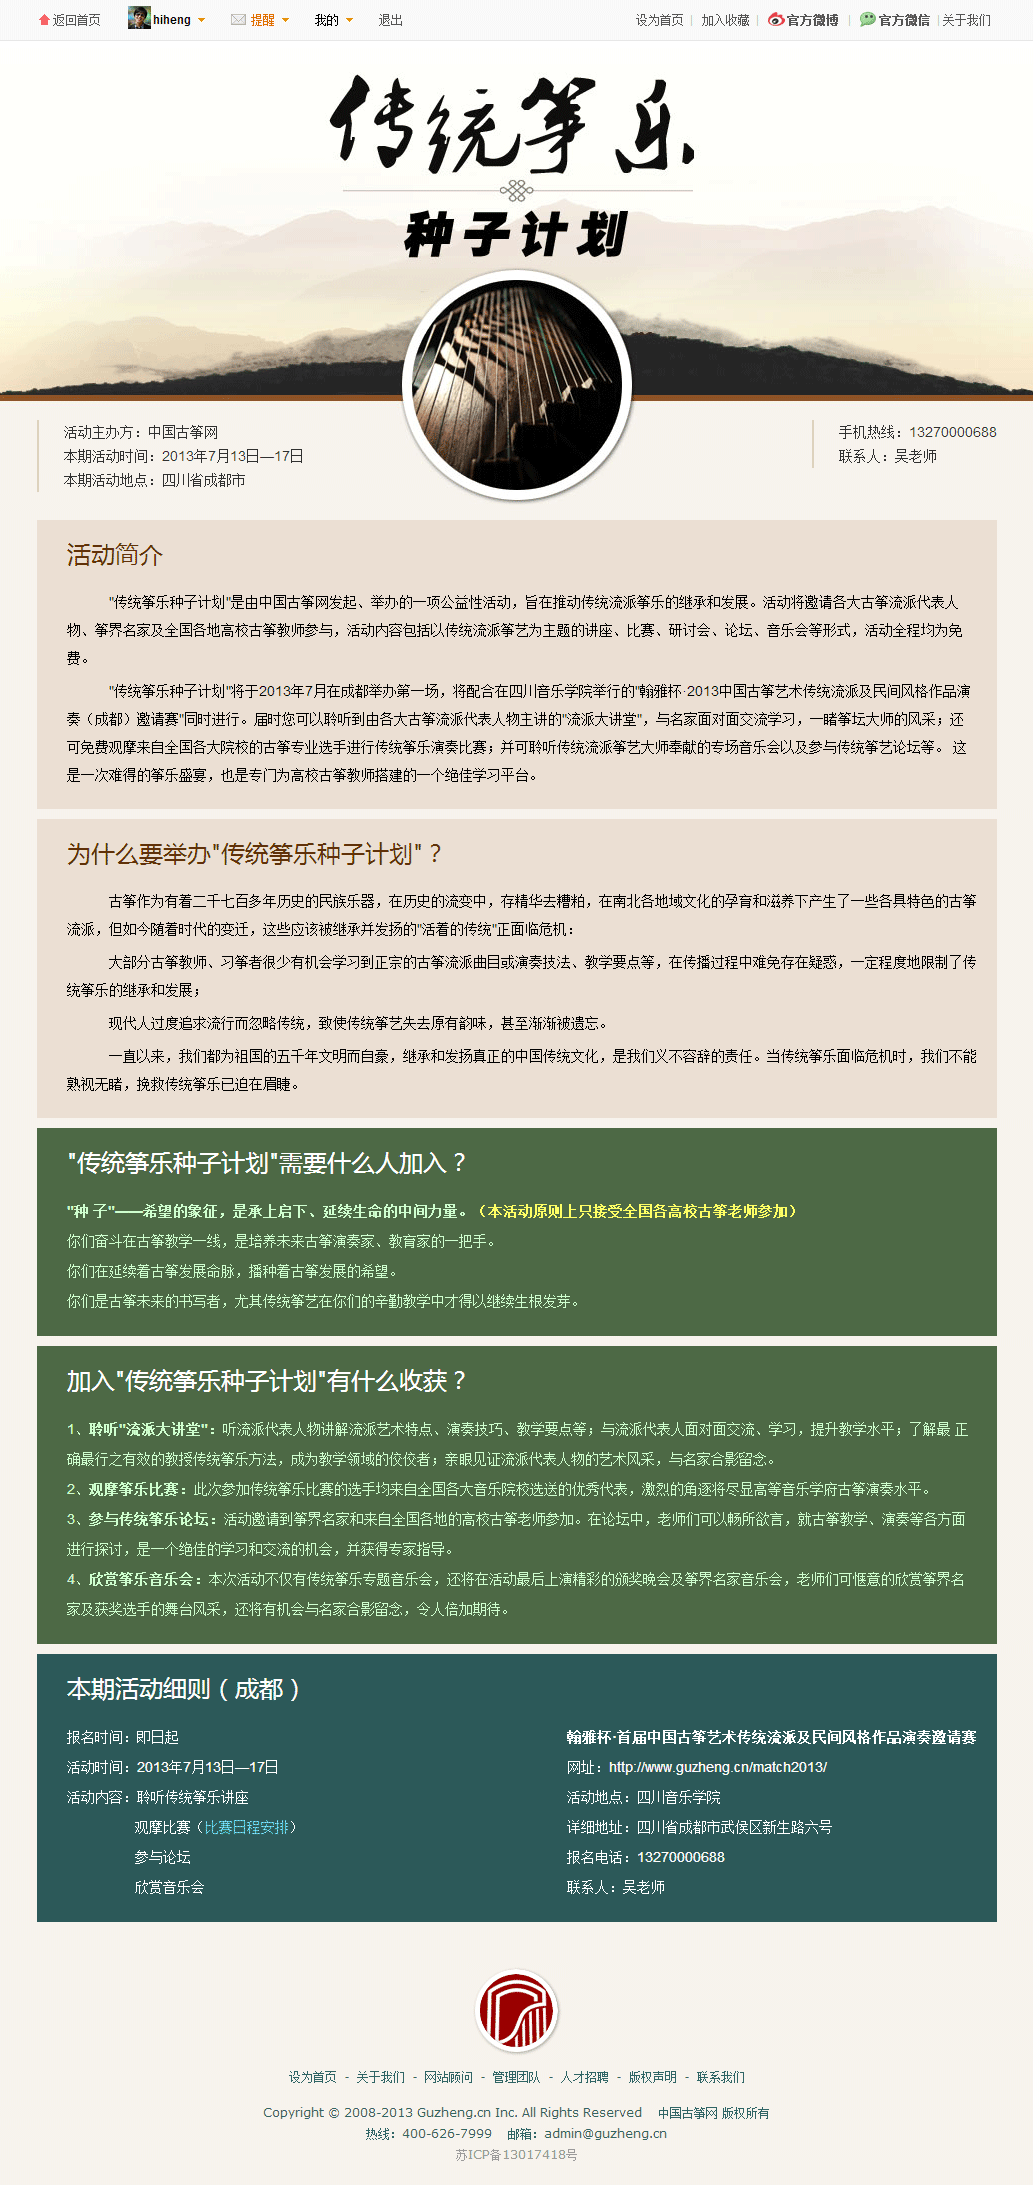 返回首页 hiheng 提醒 我的 退出 设为首页 | 加入收藏 | 官方微博 | 官方微信 | 关于我们
传统筝乐
种子计划
活动主办方：中国古筝网
本期活动时间：2013年7月13日—17日
本期活动地点：四川省成都市
手机热线：13270000688
联系人：吴老师
活动简介
"传统筝乐种子计划"是由中国古筝网发起、举办的一项公益性活动，旨在推动传统流派筝乐的继承和发展。活动将邀请各大古筝流派代表人
物、筝界名家及全国各地高校古筝教师参与，活动内容包括以传统流派筝艺为主题的讲座、比赛、研讨会、论坛、音乐会等形式，活动全程均为免
费。
"传统筝乐种子计划"将于2013年7月在成都举办第一场，将配合在四川音乐学院举行的"翰雅杯·2013中国古筝艺术传统流派及民间风格作品演
奏（成都）邀请赛"同时进行。届时您可以聆听到由各大古筝流派代表人物主讲的"流派大讲堂"，与名家面对面交流学习，一睹筝坛大师的风采；还
可免费观摩来自全国各大院校的古筝专业选手进行传统筝乐演奏比赛；并可聆听传统流派筝艺大师奉献的专场音乐会以及参与传统筝艺论坛等。 这
是一次难得的筝乐盛宴，也是专门为高校古筝教师搭建的一个绝佳学习平台。
为什么要举办"传统筝乐种子计划"？
古筝作为有着二千七百多年历史的民族乐器，在历史的流变中，存精华去糟粕，在南北各地域文化的孕育和滋养下产生了一些各具特色的古筝
流派，但如今随着时代的变迁，这些应该被继承并发扬的"活着的传统"正面临危机：
大部分古筝教师、习筝者很少有机会学习到正宗的古筝流派曲目或演奏技法、教学要点等，在传播过程中难免存在疑惑，一定程度地限制了传
统筝乐的继承和发展；
现代人过度追求流行而忽略传统，致使传统筝艺失去原有韵味，甚至渐渐被遗忘。
一直以来，我们都为祖国的五千年文明而自豪，继承和发扬真正的中国传统文化，是我们义不容辞的责任。当传统筝乐面临危机时，我们不能
熟视无睹，挽救传统筝乐已迫在眉睫。
"传统筝乐种子计划"需要什么人加入？
"种 子"——希望的象征，是承上启下、延续生命的中间力量。（本活动原则上只接受全国各高校古筝老师参加）
你们奋斗在古筝教学一线，是培养未来古筝演奏家、教育家的一把手。
你们在延续着古筝发展命脉，播种着古筝发展的希望。
你们是古筝未来的书写者，尤其传统筝艺在你们的辛勤教学中才得以继续生根发芽。
加入"传统筝乐种子计划"有什么收获？
1、聆听"流派大讲堂"：听流派代表人物讲解流派艺术特点、演奏技巧、教学要点等；与流派代表人面对面交流、学习，提升教学水平；了解最 正
确最行之有效的教授传统筝乐方法，成为教学领域的佼佼者；亲眼见证流派代表人物的艺术风采，与名家合影留念。
2、观摩筝乐比赛：此次参加传统筝乐比赛的选手均来自全国各大音乐院校选送的优秀代表，激烈的角逐将尽显高等音乐学府古筝演奏水平。
3、参与传统筝乐论坛：活动邀请到筝界名家和来自全国各地的高校古筝老师参加。在论坛中，老师们可以畅所欲言，就古筝教学、演奏等各方面
进行探讨，是一个绝佳的学习和交流的机会，并获得专家指导。
4、欣赏筝乐音乐会：本次活动不仅有传统筝乐专题音乐会，还将在活动最后上演精彩的颁奖晚会及筝界名家音乐会，老师们可惬意的欣赏筝界名
家及获奖选手的舞台风采，还将有机会与名家合影留念，令人倍加期待。
本期活动细则（成都）
报名时间：即日起
活动时间：2013年7月13日—17日
活动内容：聆听传统筝乐讲座
观摩比赛（比赛日程安排）
参与论坛
欣赏音乐会
翰雅杯·首届中国古筝艺术传统流派及民间风格作品演奏邀请赛
网址：http://www.guzheng.cn/match2013/
活动地点：四川音乐学院
详细地址：四川省成都市武侯区新生路六号
报名电话：13270000688
联系人：吴老师
设为首页 - 关于我们 - 网站顾问 - 管理团队 - 人才招聘 - 版权声明 - 联系我们
Copyright © 2008-2013 Guzheng.cn Inc. All Rights Reserved 中国古筝网 版权所有
热线：400-626-7999 邮箱：admin@guzheng.cn
苏ICP备13017418号